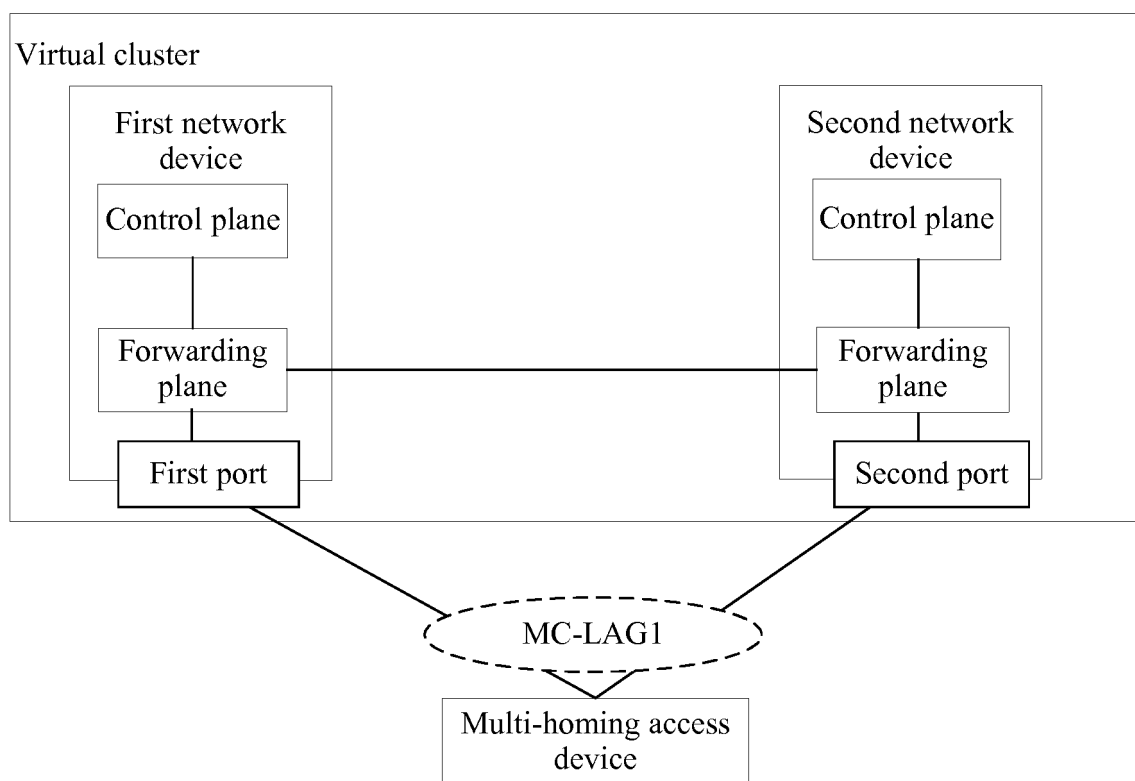 Virtual cluster
First network
device
Control plane
Forwarding
plane
First port
Second network
device
Control plane
Forwarding
plane
Second port
MC-LAG1
Multi-homing access
device